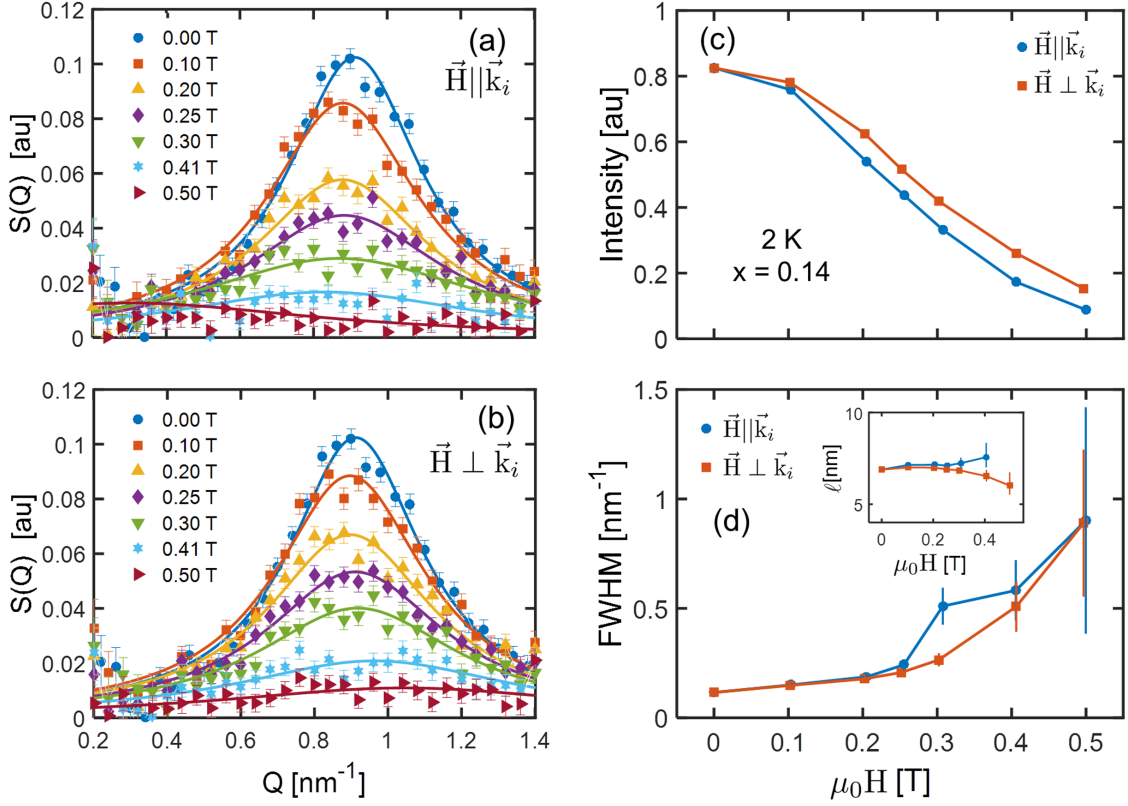 0.12
0.1
0.08
0.06
0.04
0.02
0
S(Q) [au]
0.00 T
0.10 T
0.20 T
0.25 T
0.30 T
0.41 T
0.50 T
(a)
H⃗||k⃗ᵢ
0.12
0.1
0.08
0.06
0.04
0.02
0
S(Q) [au]
0.00 T
0.10 T
0.20 T
0.25 T
0.30 T
0.41 T
0.50 T
(b)
H⃗ ⊥ k⃗ᵢ
0.2 0.4 0.6 0.8 1 1.2 1.4
Q [nm⁻¹]
1
0.8
0.6
0.4
0.2
0
Intensity [au]
(c)
H⃗||k⃗ᵢ
H⃗ ⊥ k⃗ᵢ
2 K
x = 0.14
1.5
1
0.5
0
FWHM [nm⁻¹]
H⃗||k⃗ᵢ
H⃗ ⊥ k⃗ᵢ
(d)
10
5
ℓ[nm]
0 0.2 0.4
μ₀H [T]
0 0.1 0.2 0.3 0.4 0.5
μ₀H [T]